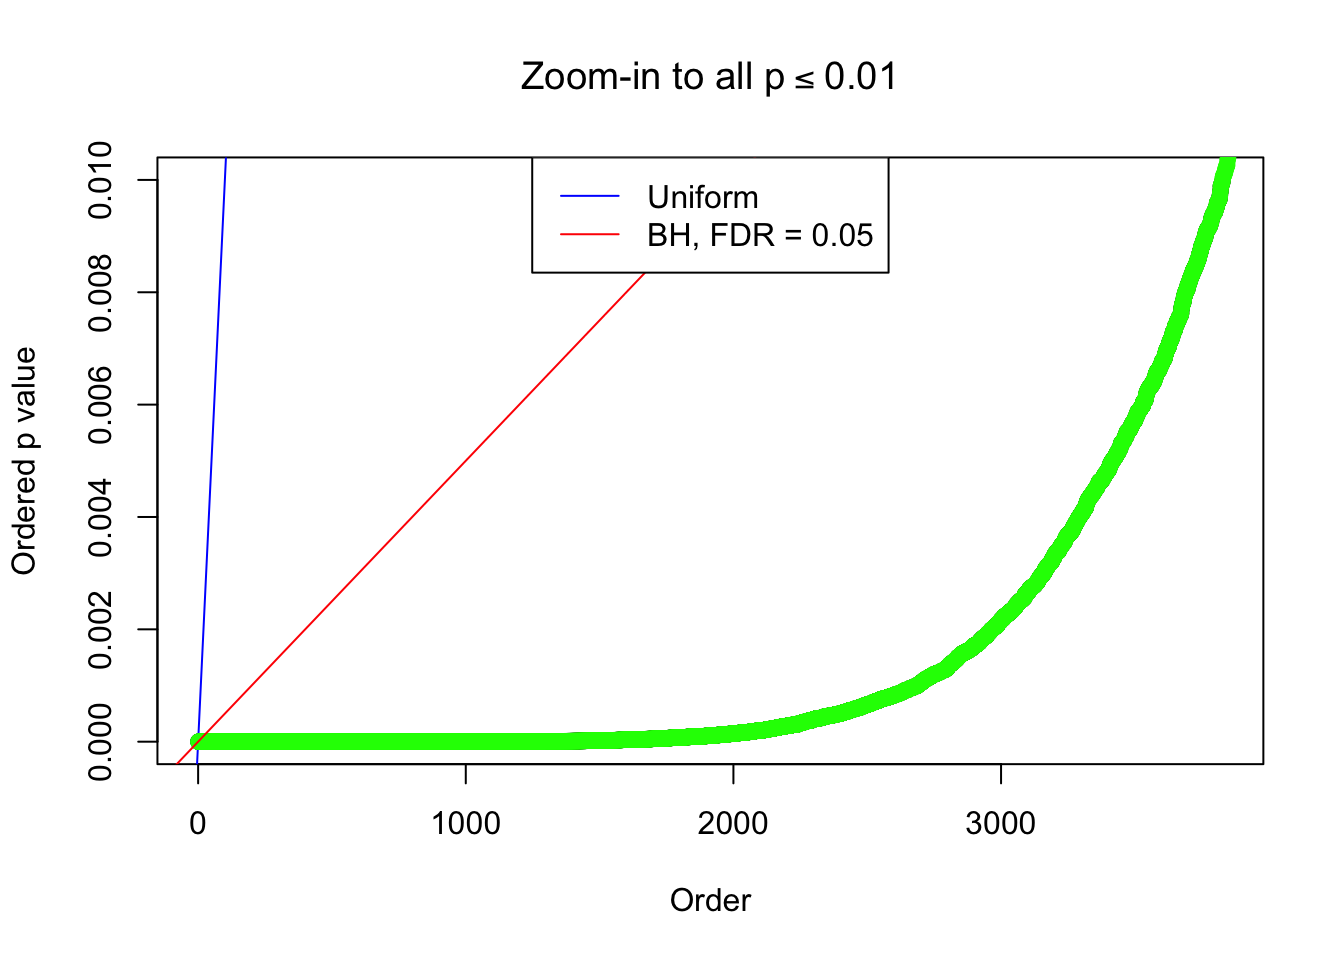 Zoom-in to all p ≤ 0.01
Uniform
BH, FDR = 0.05
Ordered p value
0.010
0.008
0.006
0.004
0.002
0.000
0 1000 2000 3000
Order